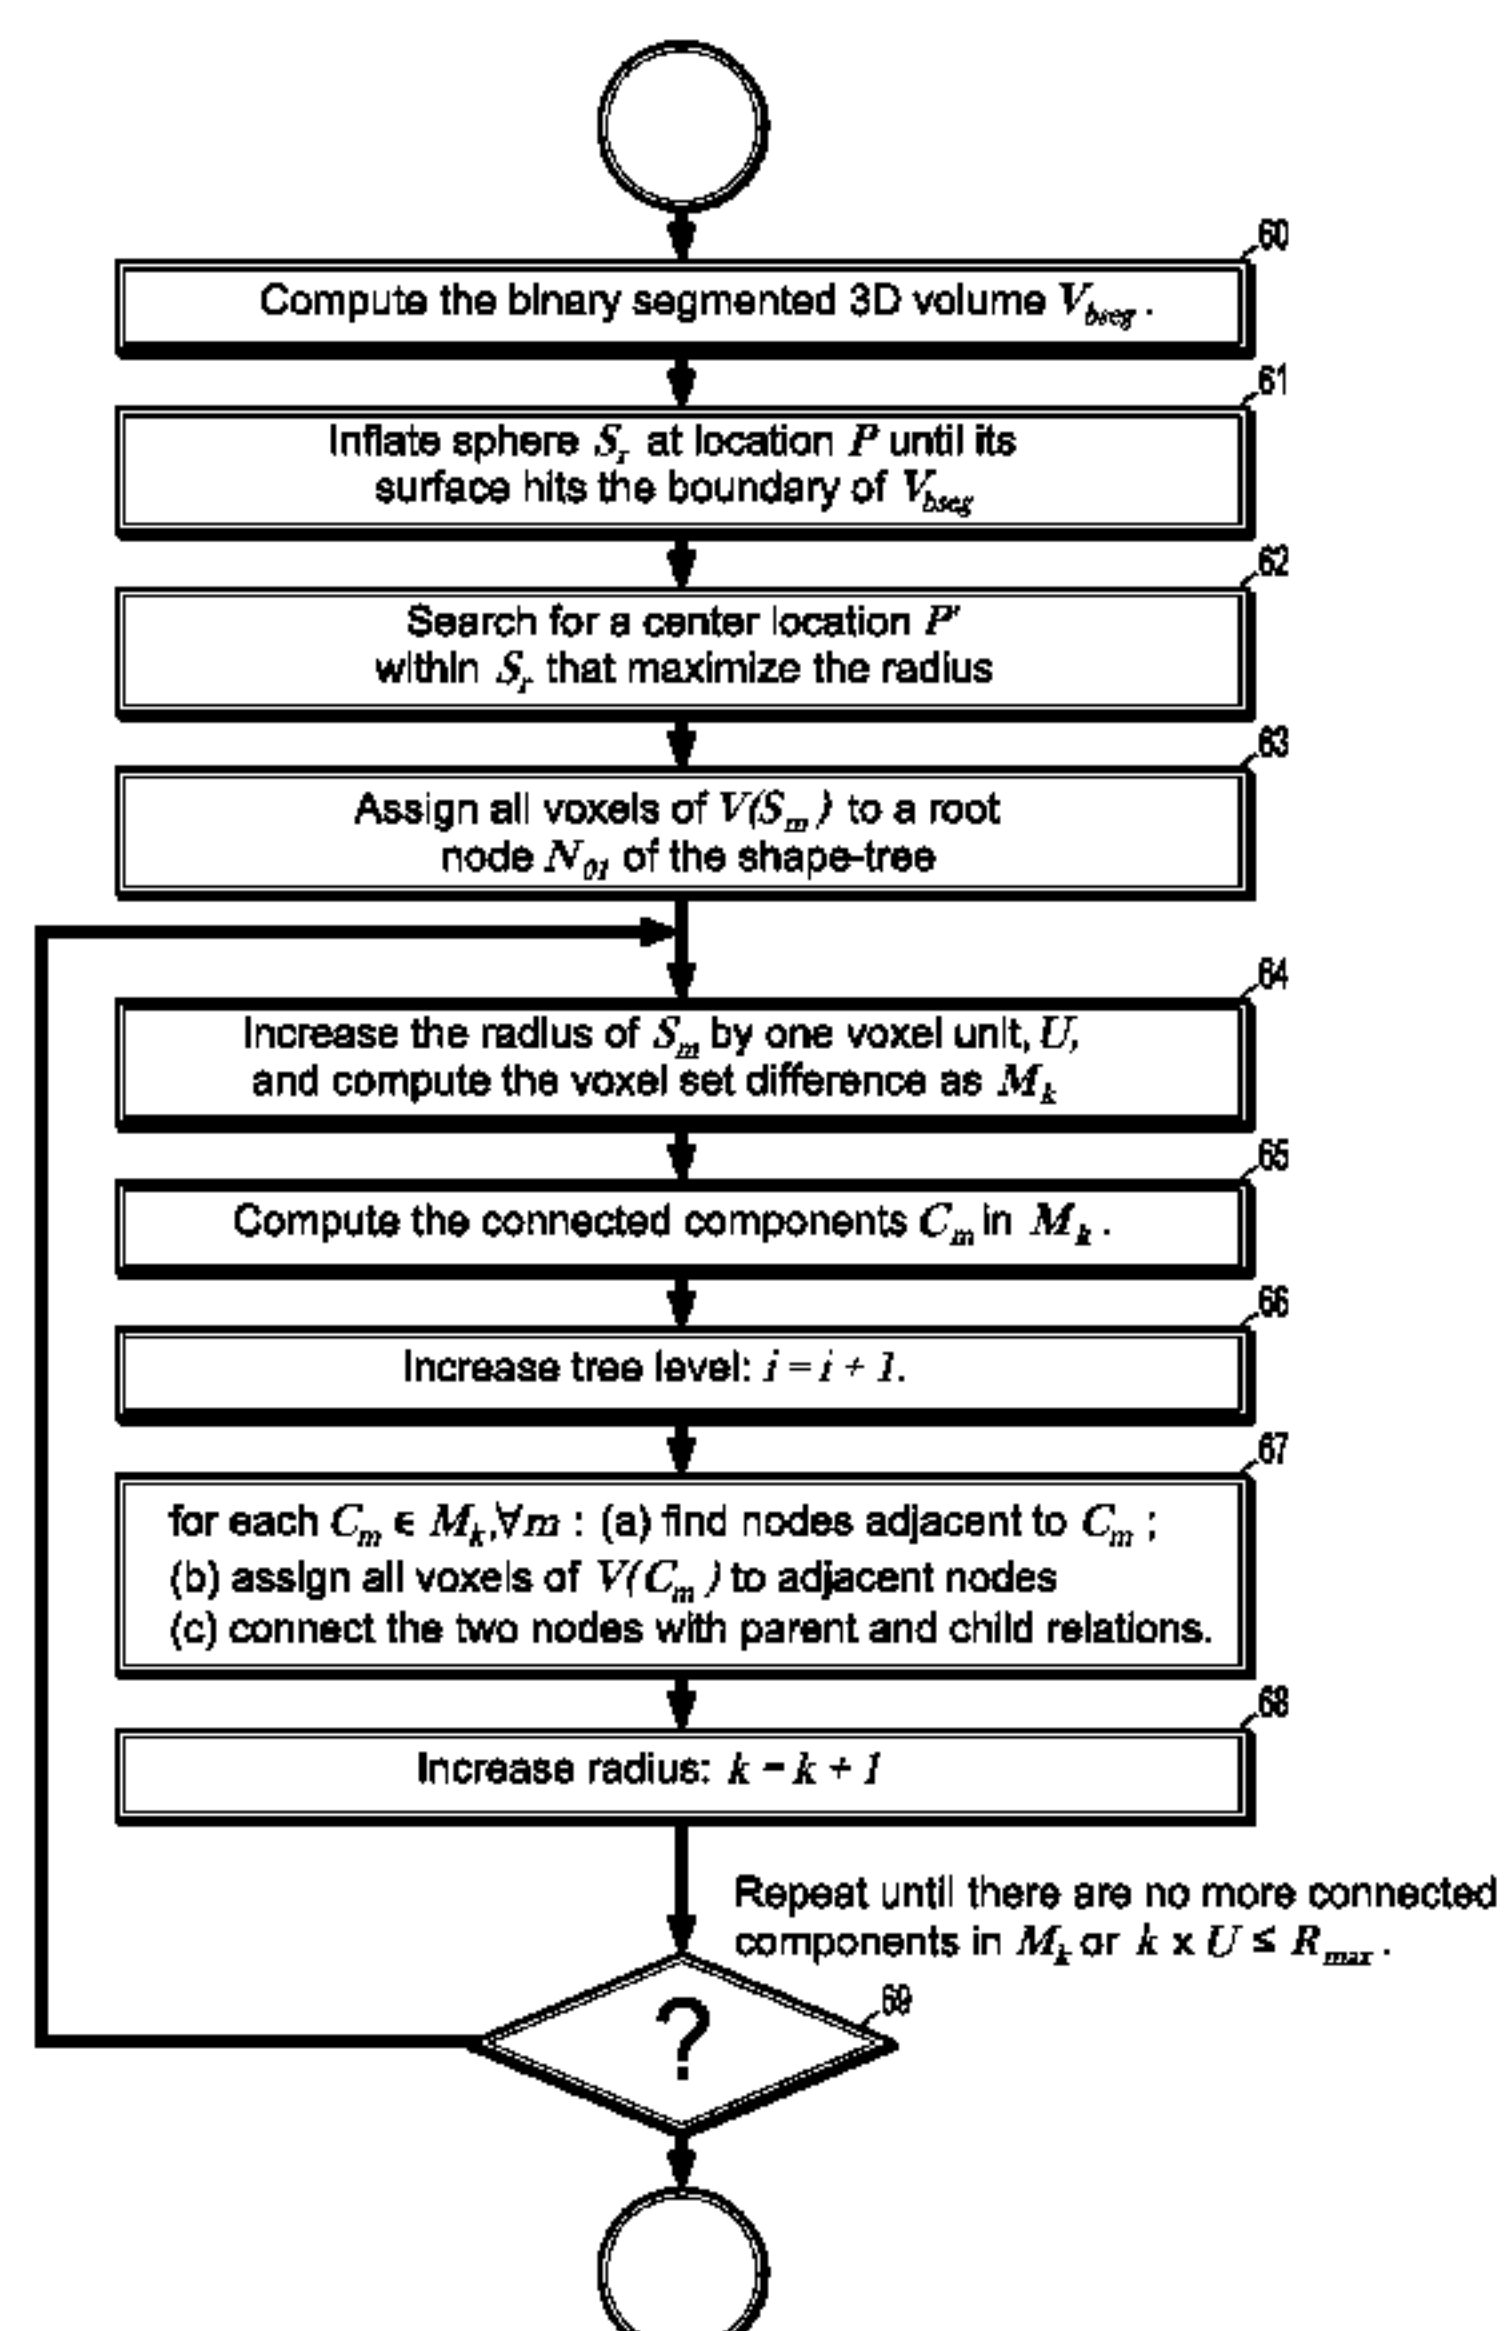 60
Compute the binary segmented 3D volume V_bseg .
61
Inflate sphere S_r at location P until its
surface hits the boundary of V_bseg
62
Search for a center location P'
within S_r that maximize the radius
63
Assign all voxels of V(S_m) to a root
node N_01 of the shape-tree
64
Increase the radius of S_m by one voxel unit, U,
and compute the voxel set difference as M_k
65
Compute the connected components C_m in M_k .
66
Increase tree level: i = i + 1.
67
for each C_m ∈ M_k,∀m : (a) find nodes adjacent to C_m ;
(b) assign all voxels of V(C_m) to adjacent nodes
(c) connect the two nodes with parent and child relations.
68
Increase radius: k = k + 1
Repeat until there are no more connected
components in M_k or k x U ≤ R_max .
69
?